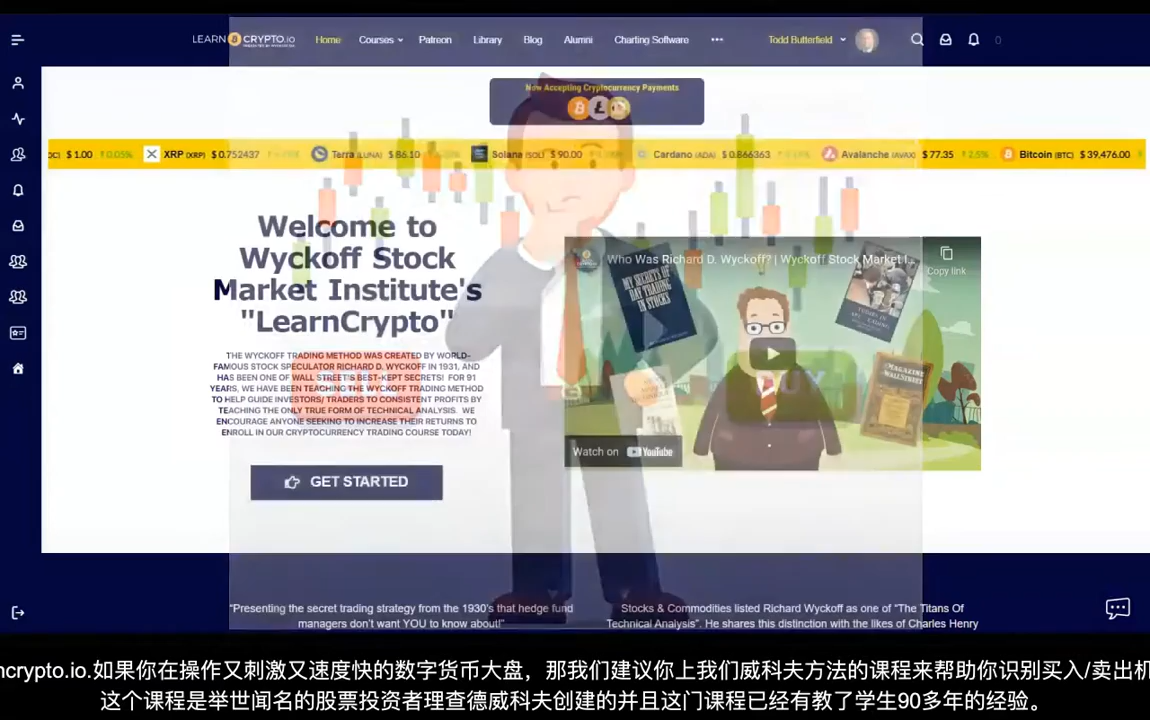 LEARN CRYPTO.IO
Home Courses Patreon Library Blog Alumni Charting Software ••• Todd Butterfield 0
Now Accepting Cryptocurrency Payments
$ 1.00 XRP (XRP) $ 0.752437 Terra (LUNA) $ 86.10 Solana (SOL) $ 90.00 Cardano (ADA) $ 0.866363 Avalanche (AVAX) $ 77.35 2.5% Bitcoin (BTC) $ 39,476.00
Welcome to
Wyckoff Stock
Market Institute's
"LearnCrypto"
THE WYCKOFF TRADING METHOD WAS CREATED BY WORLD-
FAMOUS STOCK SPECULATOR RICHARD D. WYCKOFF IN 1931, AND
HAS BEEN ONE OF WALL STREET'S BEST-KEPT SECRETS! FOR 91
YEARS, WE HAVE BEEN TEACHING THE WYCKOFF TRADING METHOD
TO HELP GUIDE INVESTORS/ TRADERS TO CONSISTENT PROFITS BY
TEACHING THE ONLY TRUE FORM OF TECHNICAL ANALYSIS. WE
ENCOURAGE ANYONE SEEKING TO INCREASE THEIR RETURNS TO
ENROLL IN OUR CRYPTOCURRENCY TRADING COURSE TODAY!
GET STARTED
Who Was Richard D. Wyckoff? | Wyckoff Stock Market I...
Copy link
MY SECRETS
OF DAY TRADING
IN STOCKS
MAGAZINE
WALL STREET
BUY
Watch on YouTube
"Presenting the secret trading strategy from the 1930's that hedge fund
managers don't want YOU to know about!"
Stocks & Commodities listed Richard Wyckoff as one of "The Titans Of
Technical Analysis". He shares this distinction with the likes of Charles Henry
ncrypto.io.如果你在操作又刺激又速度快的数字货币大盘，那我们建议你上我们威科夫方法的课程来帮助你识别买入/卖出机
这个课程是举世闻名的股票投资者理查德威科夫创建的并且这门课程已经有教了学生90多年的经验。